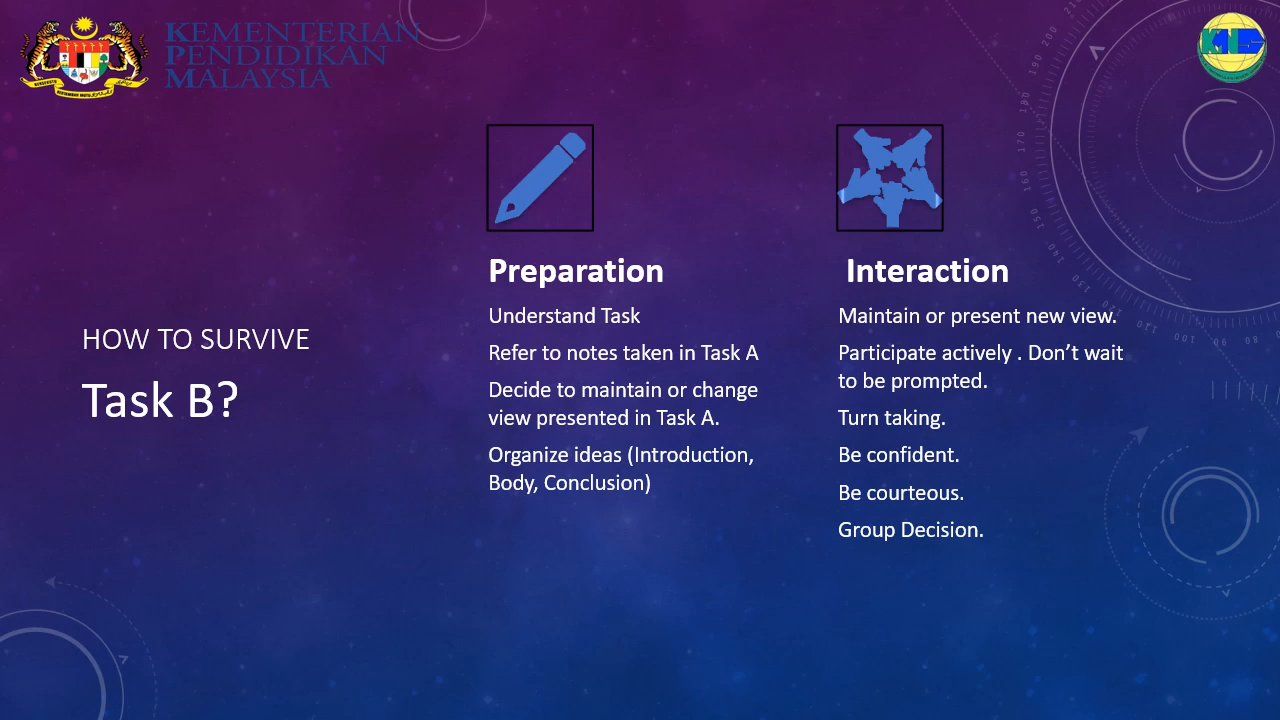 KEMENTERIAN
PENDIDIKAN
MALAYSIA
HOW TO SURVIVE
Task B?
Preparation
Understand Task
Refer to notes taken in Task A
Decide to maintain or change
view presented in Task A.
Organize ideas (Introduction,
Body, Conclusion)
Interaction
Maintain or present new view.
Participate actively . Don’t wait
to be prompted.
Turn taking.
Be confident.
Be courteous.
Group Decision.